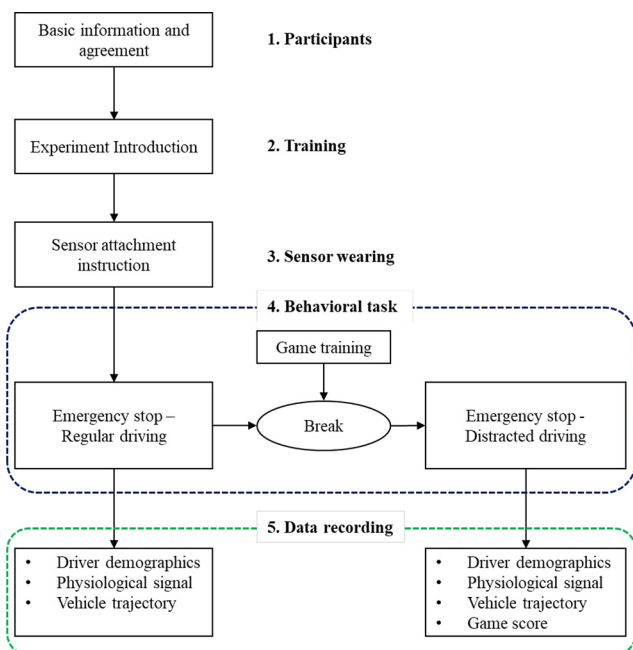 Basic information and
agreement
1. Participants
Experiment Introduction
2. Training
Sensor attachment
instruction
3. Sensor wearing
4. Behavioral task
Game training
Emergency stop –
Regular driving
Break
Emergency stop -
Distracted driving
5. Data recording
• Driver demographics
• Physiological signal
• Vehicle trajectory
• Driver demographics
• Physiological signal
• Vehicle trajectory
• Game score